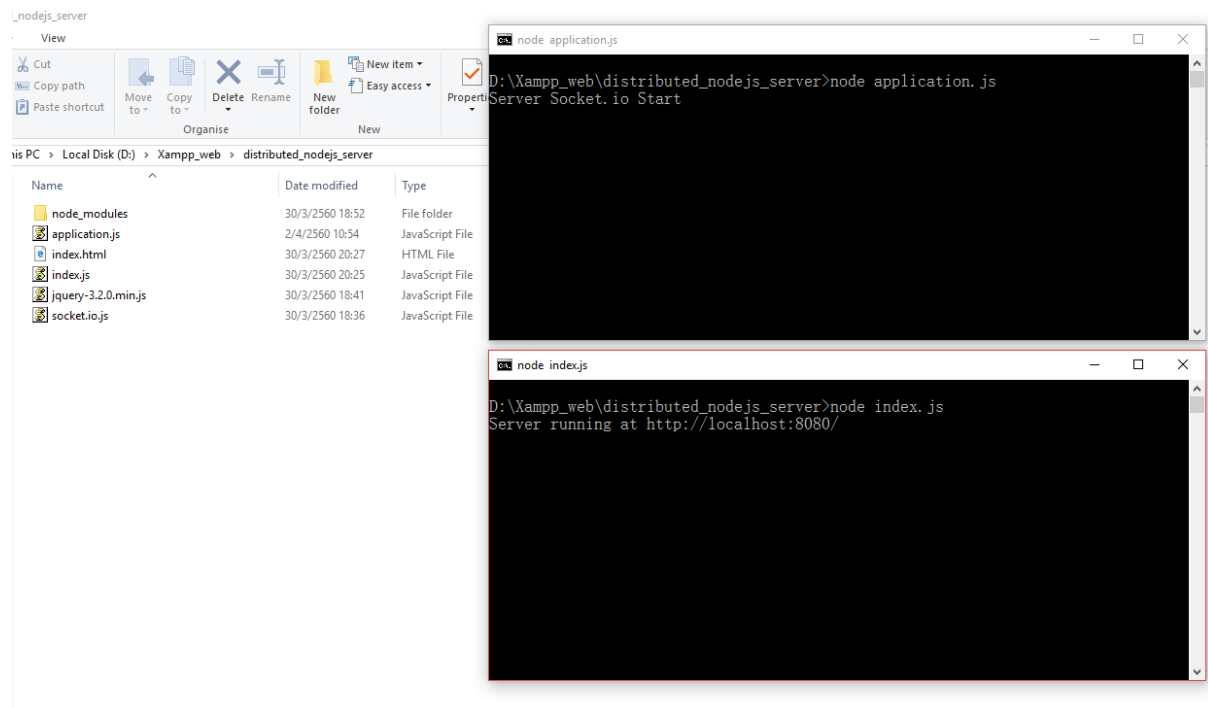 _nodejs_server
View
Cut
Copy path
Paste shortcut
Move to
Copy to
Delete
Rename
Organise
New folder
New item
Easy access
New
Properti
is PC > Local Disk (D:) > Xampp_web > distributed_nodejs_server
Name Date modified Type
node_modules 30/3/2560 18:52 File folder
application.js 2/4/2560 10:54 JavaScript File
index.html 30/3/2560 20:27 HTML File
index.js 30/3/2560 20:25 JavaScript File
jquery-3.2.0.min.js 30/3/2560 18:41 JavaScript File
socket.io.js 30/3/2560 18:36 JavaScript File
node application.js
D:\Xampp_web\distributed_nodejs_server>node application.js
Server Socket.io Start
node index.js
D:\Xampp_web\distributed_nodejs_server>node index.js
Server running at http://localhost:8080/